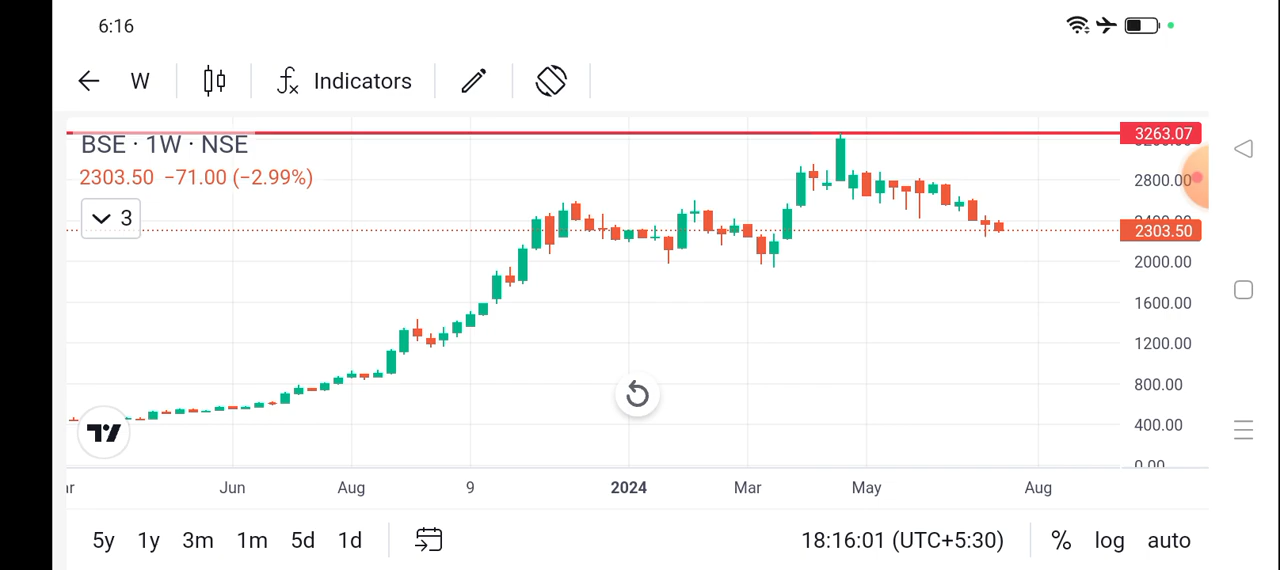 6:16
W
Indicators
BSE · 1W · NSE
2303.50 −71.00 (−2.99%)
3
3263.07
2800.00
2303.50
2000.00
1600.00
1200.00
800.00
400.00
0.00
Jun Aug 9 2024 Mar May Aug
5y 1y 3m 1m 5d 1d
18:16:01 (UTC+5:30)
% log auto